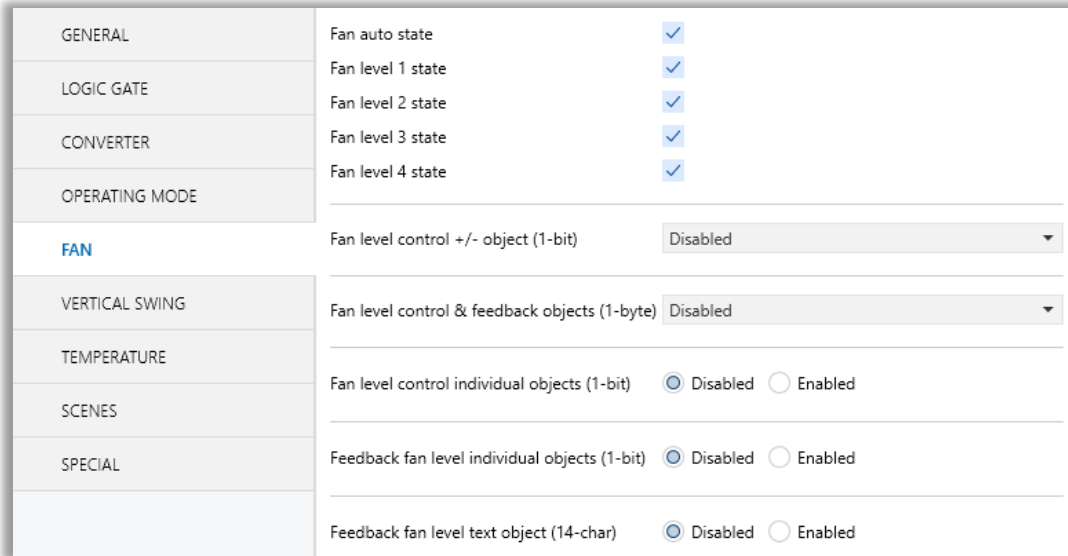 GENERAL
LOGIC GATE
CONVERTER
OPERATING MODE
FAN
VERTICAL SWING
TEMPERATURE
SCENES
SPECIAL
Fan auto state
Fan level 1 state
Fan level 2 state
Fan level 3 state
Fan level 4 state
Fan level control +/- object (1-bit) Disabled
Fan level control & feedback objects (1-byte) Disabled
Fan level control individual objects (1-bit) Disabled Enabled
Feedback fan level individual objects (1-bit) Disabled Enabled
Feedback fan level text object (14-char) Disabled Enabled